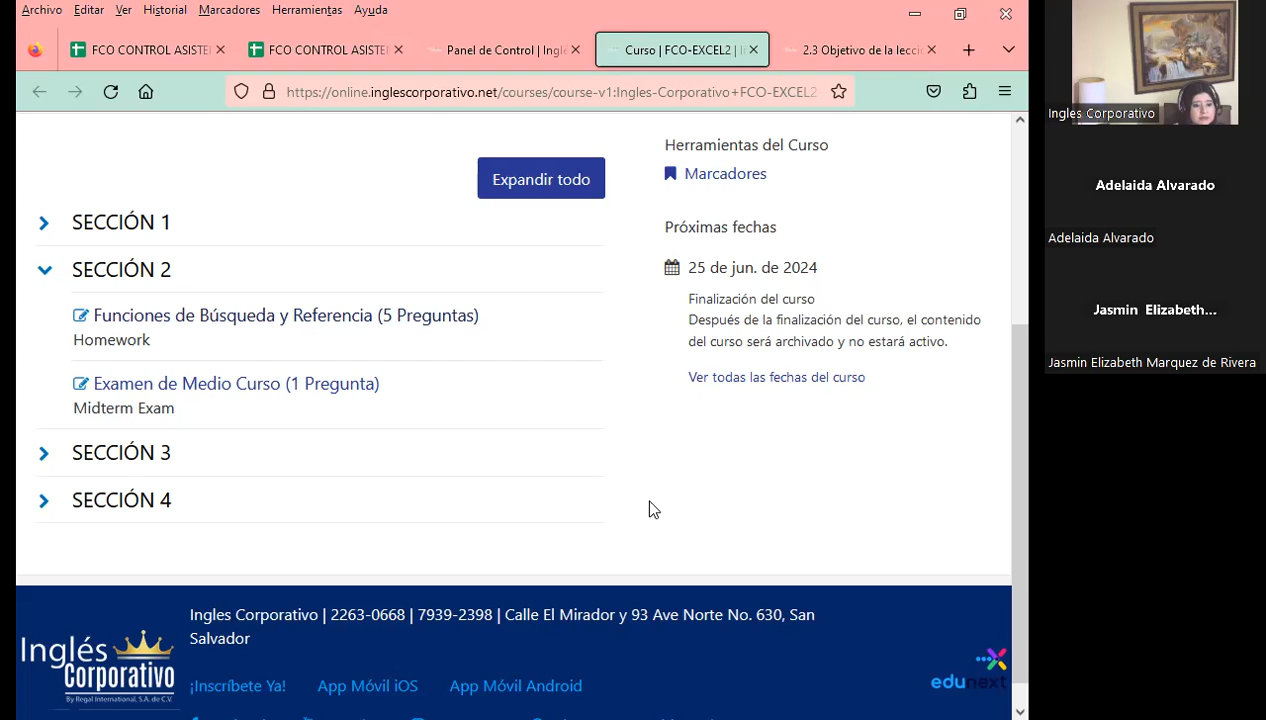 Archivo Editar Ver Historial Marcadores Herramientas Ayuda
FCO CONTROL ASISTE
FCO CONTROL ASISTE
Panel de Control | Ingl
Curso | FCO-EXCEL2 | I
2.3 Objetivo de la lecci
https://online.inglescorporativo.net/courses/course-v1:Ingles-Corporativo+FCO-EXCEL2
Expandir todo
SECCIÓN 1
SECCIÓN 2
Funciones de Búsqueda y Referencia (5 Preguntas)
Homework
Examen de Medio Curso (1 Pregunta)
Midterm Exam
SECCIÓN 3
SECCIÓN 4
Herramientas del Curso
Marcadores
Próximas fechas
25 de jun. de 2024
Finalización del curso
Después de la finalización del curso, el contenido
del curso será archivado y no estará activo.
Ver todas las fechas del curso
Ingles Corporativo | 2263-0668 | 7939-2398 | Calle El Mirador y 93 Ave Norte No. 630, San
Salvador
Inglés
Corporativo
By Regal International, S.A. de C.V.
¡Inscríbete Ya! App Móvil iOS App Móvil Android
edunext
Ingles Corporativo
Adelaida Alvarado
Adelaida Alvarado
Jasmin Elizabeth...
Jasmin Elizabeth Marquez de Rivera